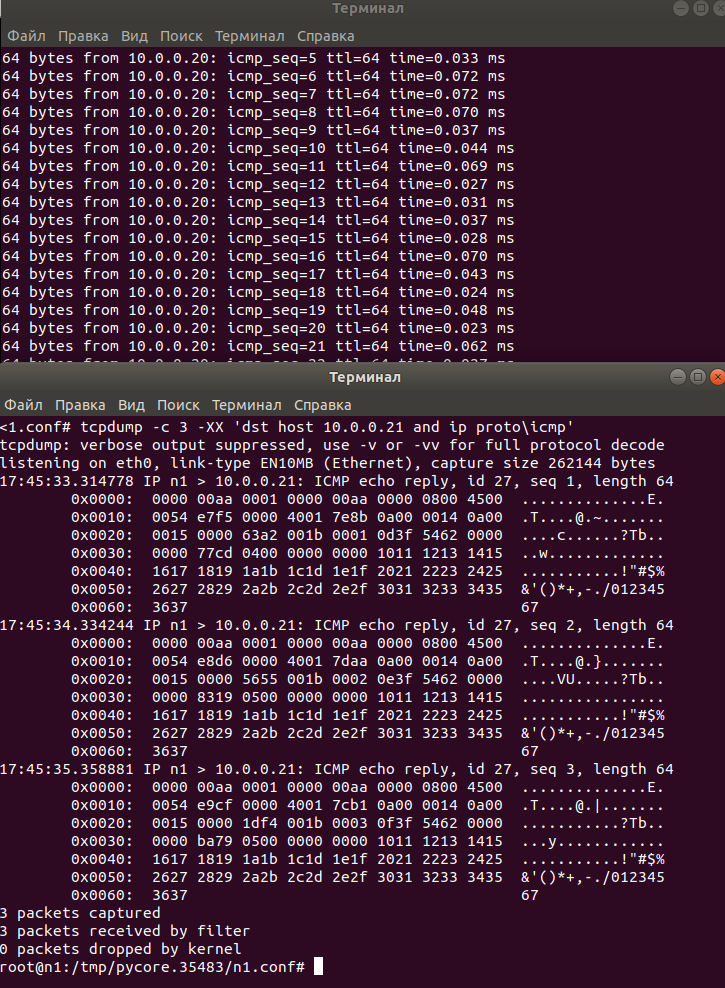 Терминал
Файл Правка Вид Поиск Терминал Справка
64 bytes from 10.0.0.20: icmp_seq=5 ttl=64 time=0.033 ms
64 bytes from 10.0.0.20: icmp_seq=6 ttl=64 time=0.072 ms
64 bytes from 10.0.0.20: icmp_seq=7 ttl=64 time=0.072 ms
64 bytes from 10.0.0.20: icmp_seq=8 ttl=64 time=0.070 ms
64 bytes from 10.0.0.20: icmp_seq=9 ttl=64 time=0.037 ms
64 bytes from 10.0.0.20: icmp_seq=10 ttl=64 time=0.044 ms
64 bytes from 10.0.0.20: icmp_seq=11 ttl=64 time=0.069 ms
64 bytes from 10.0.0.20: icmp_seq=12 ttl=64 time=0.027 ms
64 bytes from 10.0.0.20: icmp_seq=13 ttl=64 time=0.031 ms
64 bytes from 10.0.0.20: icmp_seq=14 ttl=64 time=0.037 ms
64 bytes from 10.0.0.20: icmp_seq=15 ttl=64 time=0.028 ms
64 bytes from 10.0.0.20: icmp_seq=16 ttl=64 time=0.070 ms
64 bytes from 10.0.0.20: icmp_seq=17 ttl=64 time=0.043 ms
64 bytes from 10.0.0.20: icmp_seq=18 ttl=64 time=0.024 ms
64 bytes from 10.0.0.20: icmp_seq=19 ttl=64 time=0.048 ms
64 bytes from 10.0.0.20: icmp_seq=20 ttl=64 time=0.023 ms
64 bytes from 10.0.0.20: icmp_seq=21 ttl=64 time=0.062 ms
Терминал
Файл Правка Вид Поиск Терминал Справка
<1.conf# tcpdump -c 3 -XX 'dst host 10.0.0.21 and ip proto\icmp'
tcpdump: verbose output suppressed, use -v or -vv for full protocol decode
listening on eth0, link-type EN10MB (Ethernet), capture size 262144 bytes
17:45:33.314778 IP n1 > 10.0.0.21: ICMP echo reply, id 27, seq 1, length 64
0x0000: 0000 00aa 0001 0000 00aa 0000 0800 4500 ..............E.
0x0010: 0054 e7f5 0000 4001 7e8b 0a00 0014 0a00 .T....@.~.......
0x0020: 0015 0000 63a2 001b 0001 0d3f 5462 0000 ....c......?Tb..
0x0030: 0000 77cd 0400 0000 0000 1011 1213 1415 ..w.............
0x0040: 1617 1819 1a1b 1c1d 1e1f 2021 2223 2425 ...........!"#$%
0x0050: 2627 2829 2a2b 2c2d 2e2f 3031 3233 3435 &'()*+,-./012345
0x0060: 3637 67
17:45:34.334244 IP n1 > 10.0.0.21: ICMP echo reply, id 27, seq 2, length 64
0x0000: 0000 00aa 0001 0000 00aa 0000 0800 4500 ..............E.
0x0010: 0054 e8d6 0000 4001 7daa 0a00 0014 0a00 .T....@.}.......
0x0020: 0015 0000 5655 001b 0002 0e3f 5462 0000 ....VU.....?Tb..
0x0030: 0000 8319 0500 0000 0000 1011 1213 1415 ................
0x0040: 1617 1819 1a1b 1c1d 1e1f 2021 2223 2425 ...........!"#$%
0x0050: 2627 2829 2a2b 2c2d 2e2f 3031 3233 3435 &'()*+,-./012345
0x0060: 3637 67
17:45:35.358881 IP n1 > 10.0.0.21: ICMP echo reply, id 27, seq 3, length 64
0x0000: 0000 00aa 0001 0000 00aa 0000 0800 4500 ..............E.
0x0010: 0054 e9cf 0000 4001 7cb1 0a00 0014 0a00 .T....@.|.......
0x0020: 0015 0000 1df4 001b 0003 0f3f 5462 0000 ...........?Tb..
0x0030: 0000 ba79 0500 0000 0000 1011 1213 1415 ...y............
0x0040: 1617 1819 1a1b 1c1d 1e1f 2021 2223 2425 ...........!"#$%
0x0050: 2627 2829 2a2b 2c2d 2e2f 3031 3233 3435 &'()*+,-./012345
0x0060: 3637 67
3 packets captured
3 packets received by filter
0 packets dropped by kernel
root@n1:/tmp/pycore.35483/n1.conf#